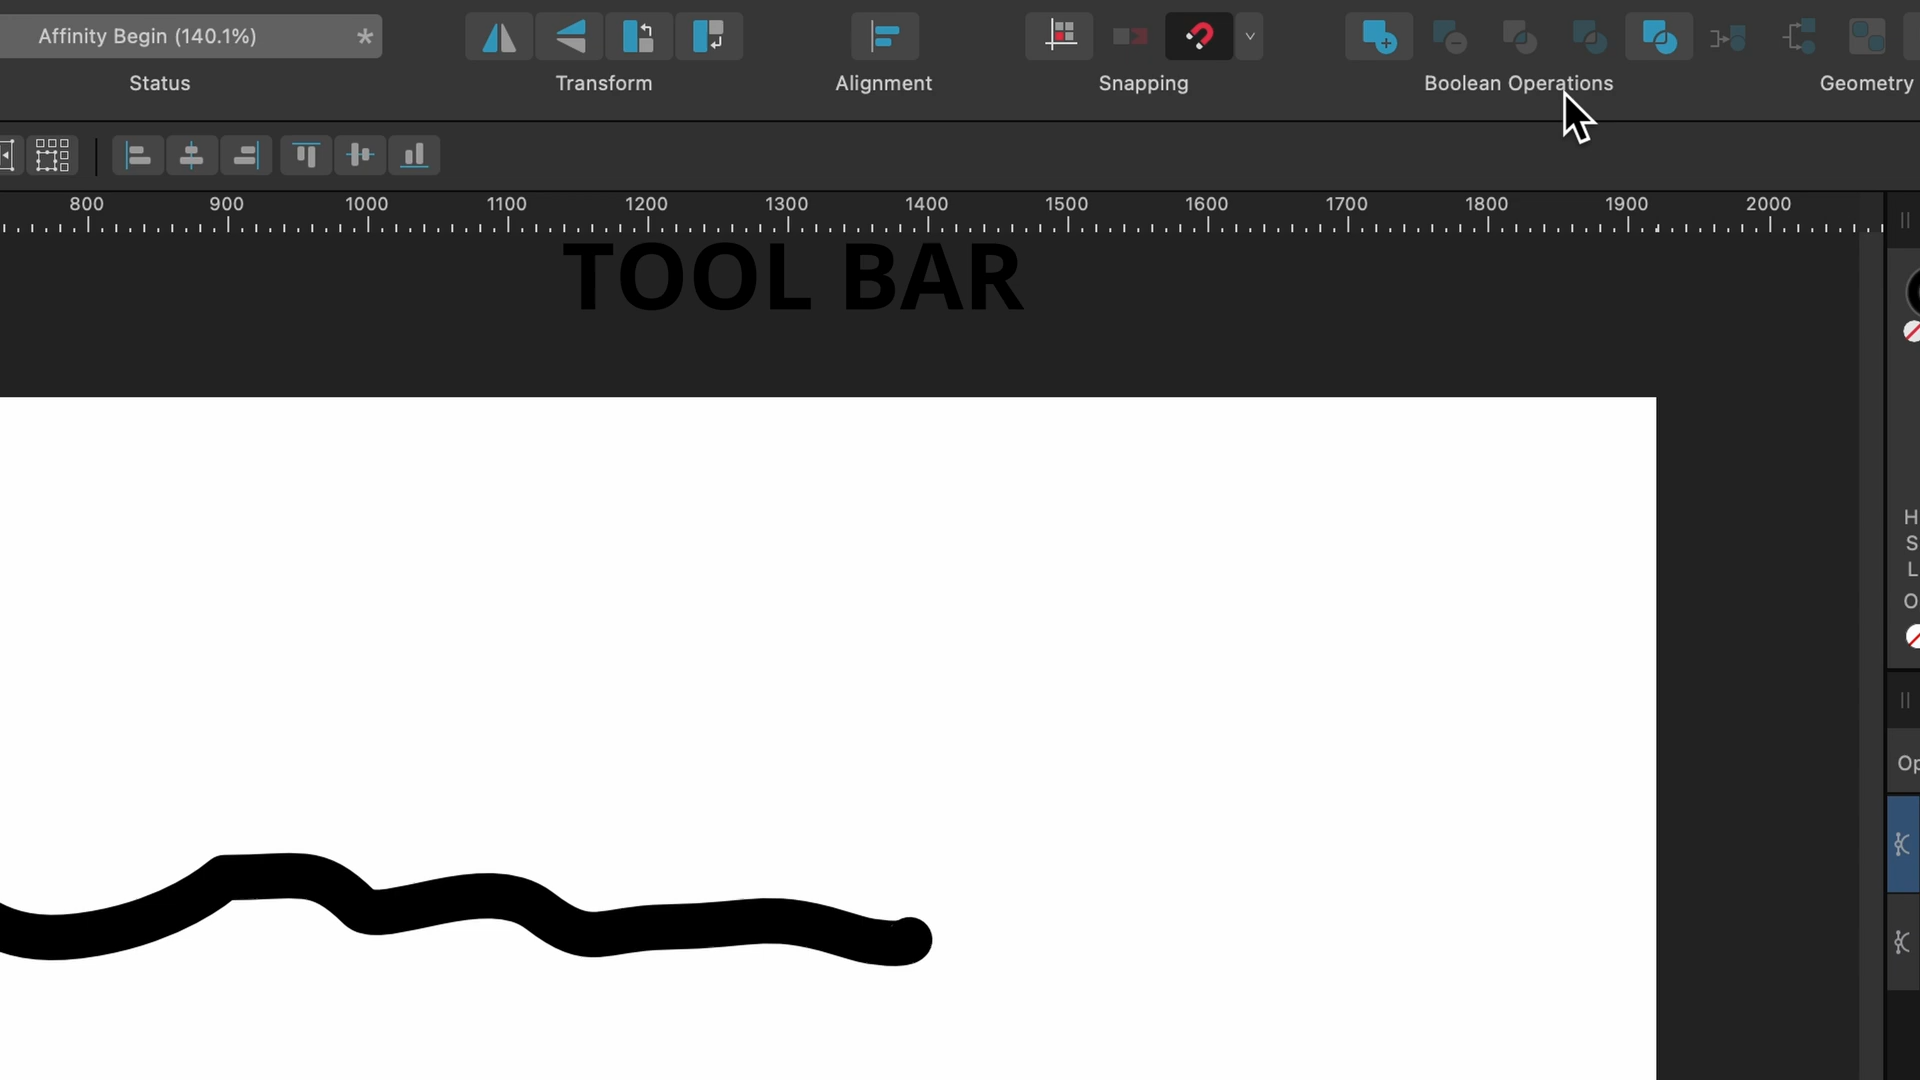 Affinity Begin (140.1%) *
Status
Transform
Alignment
Snapping
Boolean Operations
Geometry
800 900 1000 1100 1200 1300 1400 1500 1600 1700 1800 1900 2000
TOOL BAR
H
S
L
O
Op